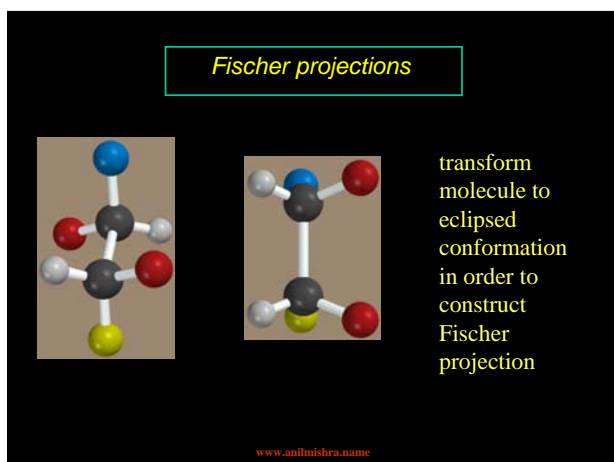 Fischer projections
transform
molecule to
eclipsed
conformation
in order to
construct
Fischer
projection
www.anilmishra.name